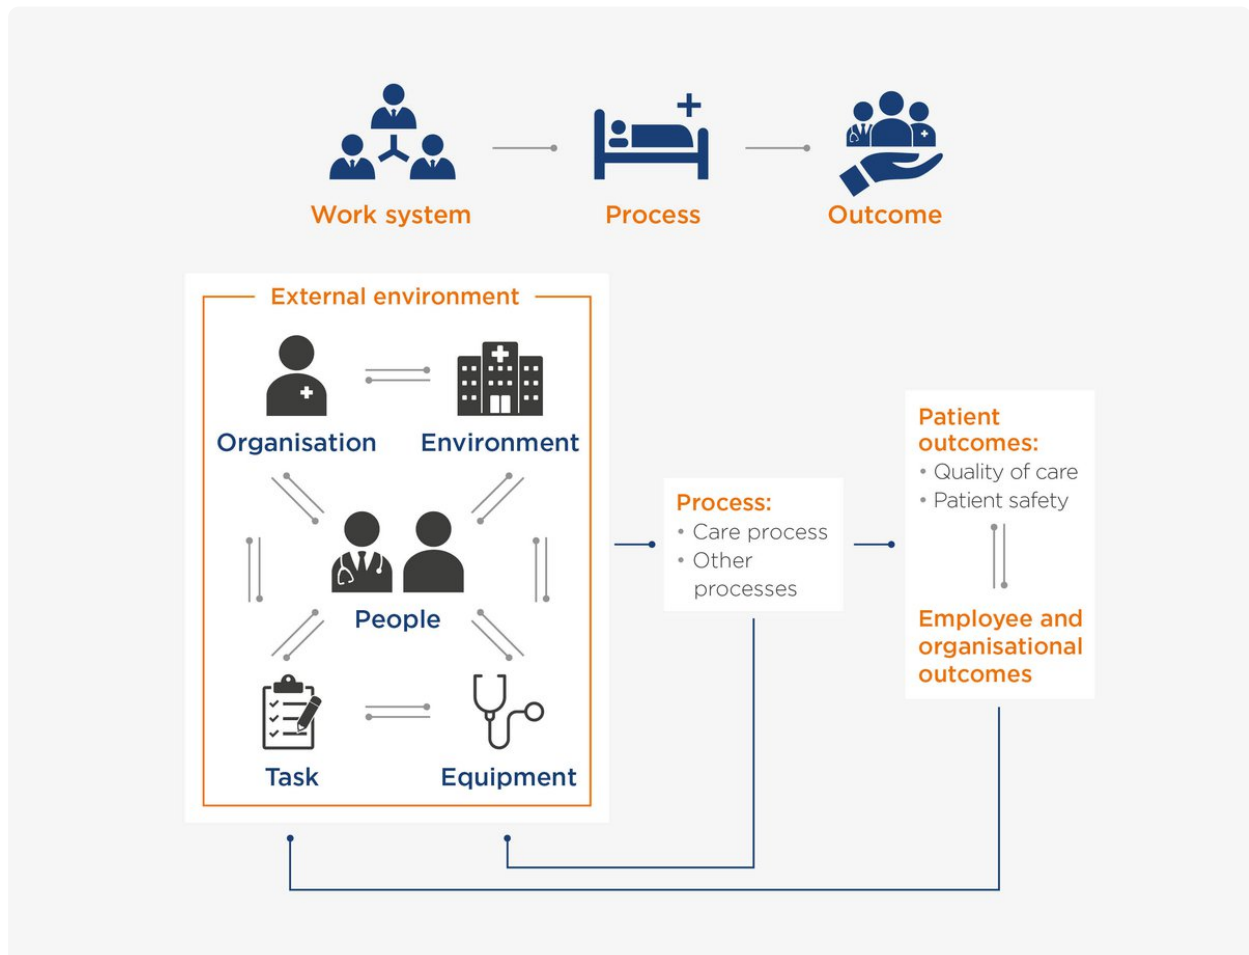 Work system
Process
Outcome
External environment
Organisation
Environment
People
Task
Equipment
Process:
• Care process
• Other
processes
Patient
outcomes:
• Quality of care
• Patient safety
Employee and
organisational
outcomes